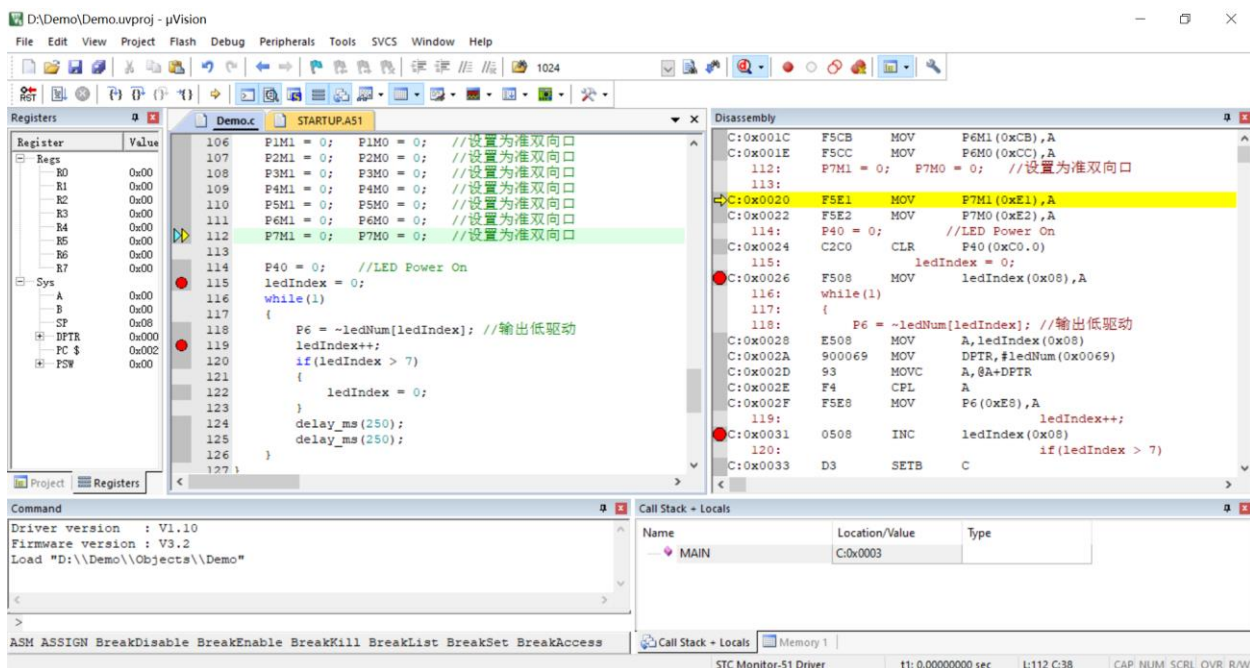 D:\Demo\Demo.uvproj - µVision
File Edit View Project Flash Debug Peripherals Tools SVCS Window Help
1024
RST
Registers
Register Value
Regs
R0 0x00
R1 0x00
R2 0x00
R3 0x00
R4 0x00
R5 0x00
R6 0x00
R7 0x00
Sys
A 0x00
B 0x00
SP 0x08
DPTR 0x000
PC $ 0x002
PSW 0x00
Project Registers
Demo.c STARTUP.A51
106 P1M1 = 0; P1M0 = 0; //设置为准双向口
107 P2M1 = 0; P2M0 = 0; //设置为准双向口
108 P3M1 = 0; P3M0 = 0; //设置为准双向口
109 P4M1 = 0; P4M0 = 0; //设置为准双向口
110 P5M1 = 0; P5M0 = 0; //设置为准双向口
111 P6M1 = 0; P6M0 = 0; //设置为准双向口
112 P7M1 = 0; P7M0 = 0; //设置为准双向口
113
114 P40 = 0; //LED Power On
115 ledIndex = 0;
116 while(1)
117 {
118 P6 = ~ledNum[ledIndex]; //输出低驱动
119 ledIndex++;
120 if(ledIndex > 7)
121 {
122 ledIndex = 0;
123 }
124 delay_ms(250);
125 delay_ms(250);
126 }
127 }
Disassembly
C:0x001C F5CB MOV P6M1(0xCB),A
C:0x001E F5CC MOV P6M0(0xCC),A
112: P7M1 = 0; P7M0 = 0; //设置为准双向口
113:
C:0x0020 F5E1 MOV P7M1(0xE1),A
C:0x0022 F5E2 MOV P7M0(0xE2),A
114: P40 = 0; //LED Power On
C:0x0024 C2C0 CLR P40(0xC0.0)
115: ledIndex = 0;
C:0x0026 F508 MOV ledIndex(0x08),A
116: while(1)
117: {
118: P6 = ~ledNum[ledIndex]; //输出低驱动
C:0x0028 E508 MOV A,ledIndex(0x08)
C:0x002A 900069 MOV DPTR,#ledNum(0x0069)
C:0x002D 93 MOVC A,@A+DPTR
C:0x002E F4 CPL A
C:0x002F F5E8 MOV P6(0xE8),A
119: ledIndex++;
C:0x0031 0508 INC ledIndex(0x08)
120: if(ledIndex > 7)
C:0x0033 D3 SETB C
Command
Driver version : V1.10
Firmware version : V3.2
Load "D:\\Demo\\Objects\\Demo"
>
ASM ASSIGN BreakDisable BreakEnable BreakKill BreakList BreakSet BreakAccess
Call Stack + Locals
Name Location/Value Type
MAIN C:0x0003
Call Stack + Locals Memory 1
STC Monitor-51 Driver t1: 0.00000000 sec L:112 C:38 CAP NUM SCRL OVR R/W